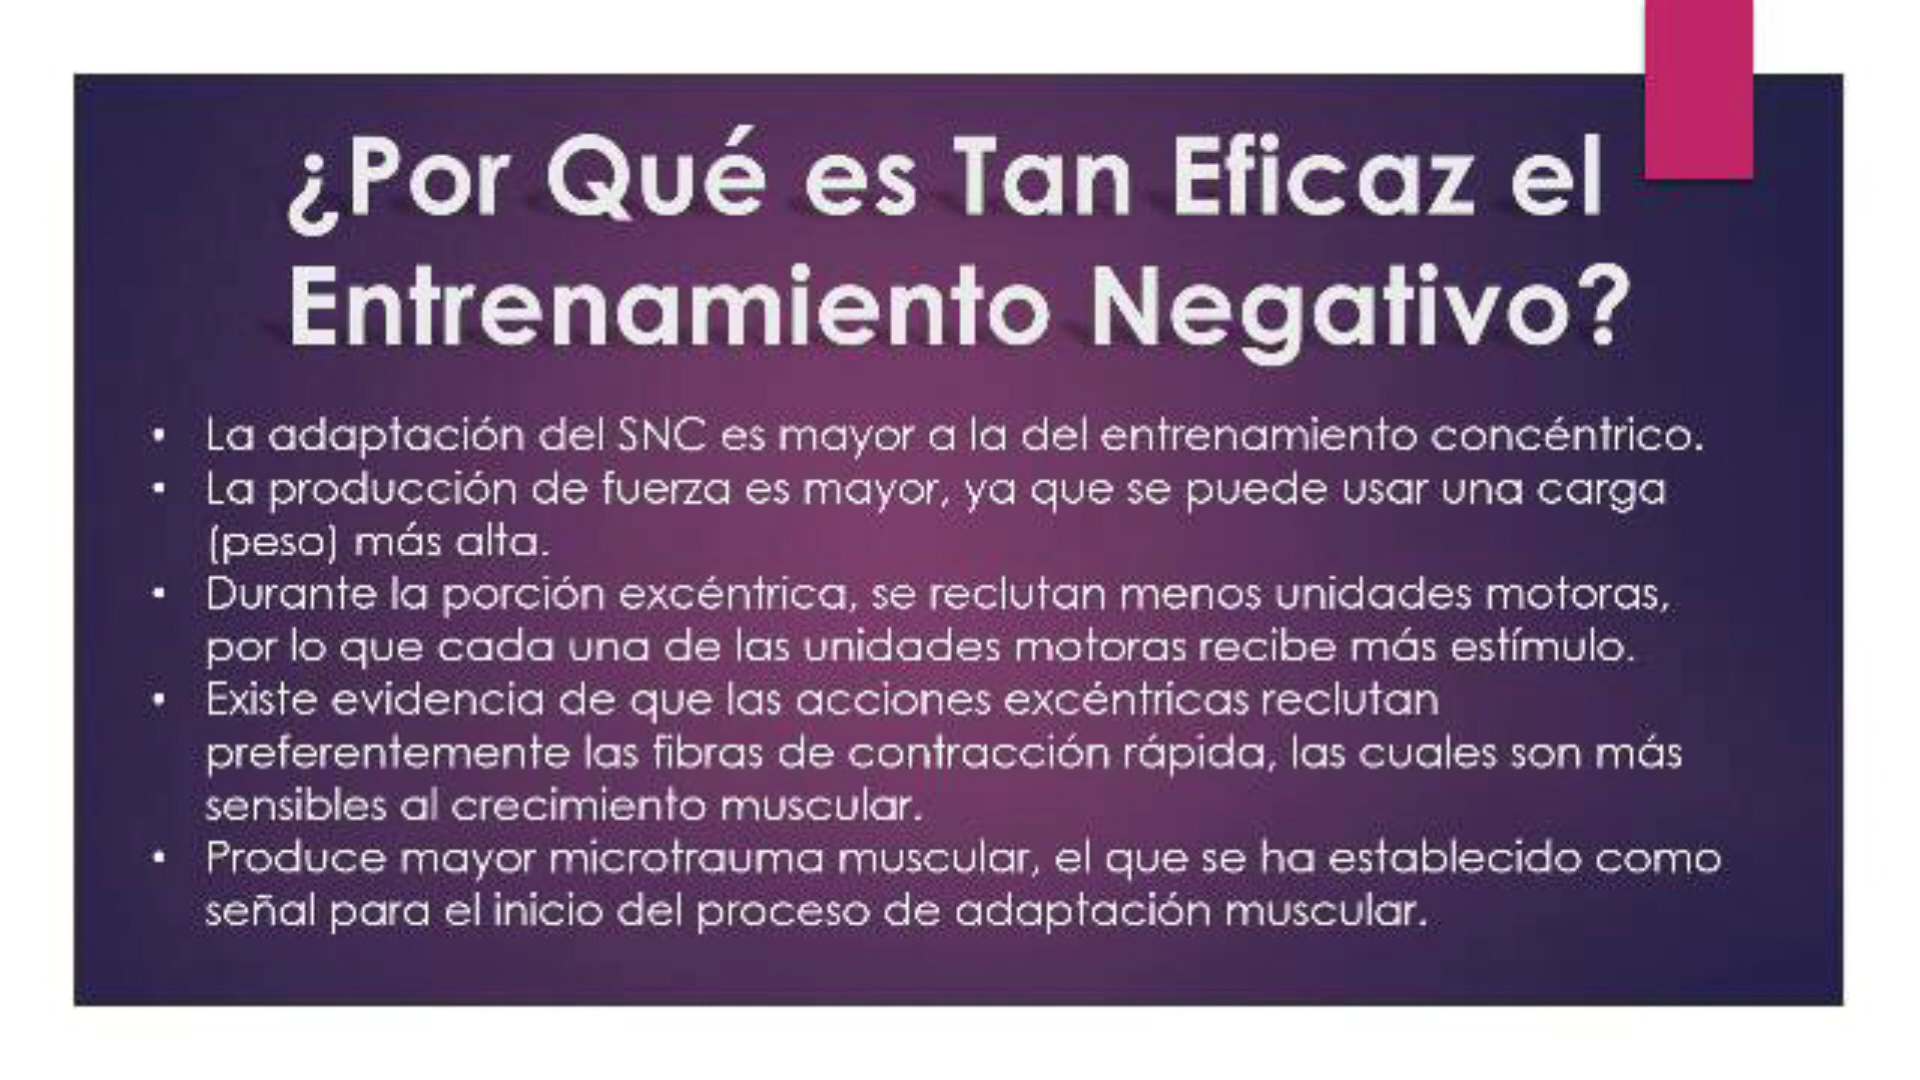 ¿Por Qué es Tan Eficaz el
Entrenamiento Negativo?
• La adaptación del SNC es mayor a la del entrenamiento concéntrico.
• La producción de fuerza es mayor, ya que se puede usar una carga
(peso) más alta.
• Durante la porción excéntrica, se reclutan menos unidades motoras,
por lo que cada una de las unidades motoras recibe más estímulo.
• Existe evidencia de que las acciones excéntricas reclutan
preferentemente las fibras de contracción rápida, las cuales son más
sensibles al crecimiento muscular.
• Produce mayor microtrauma muscular, el que se ha establecido como
señal para el inicio del proceso de adaptación muscular.